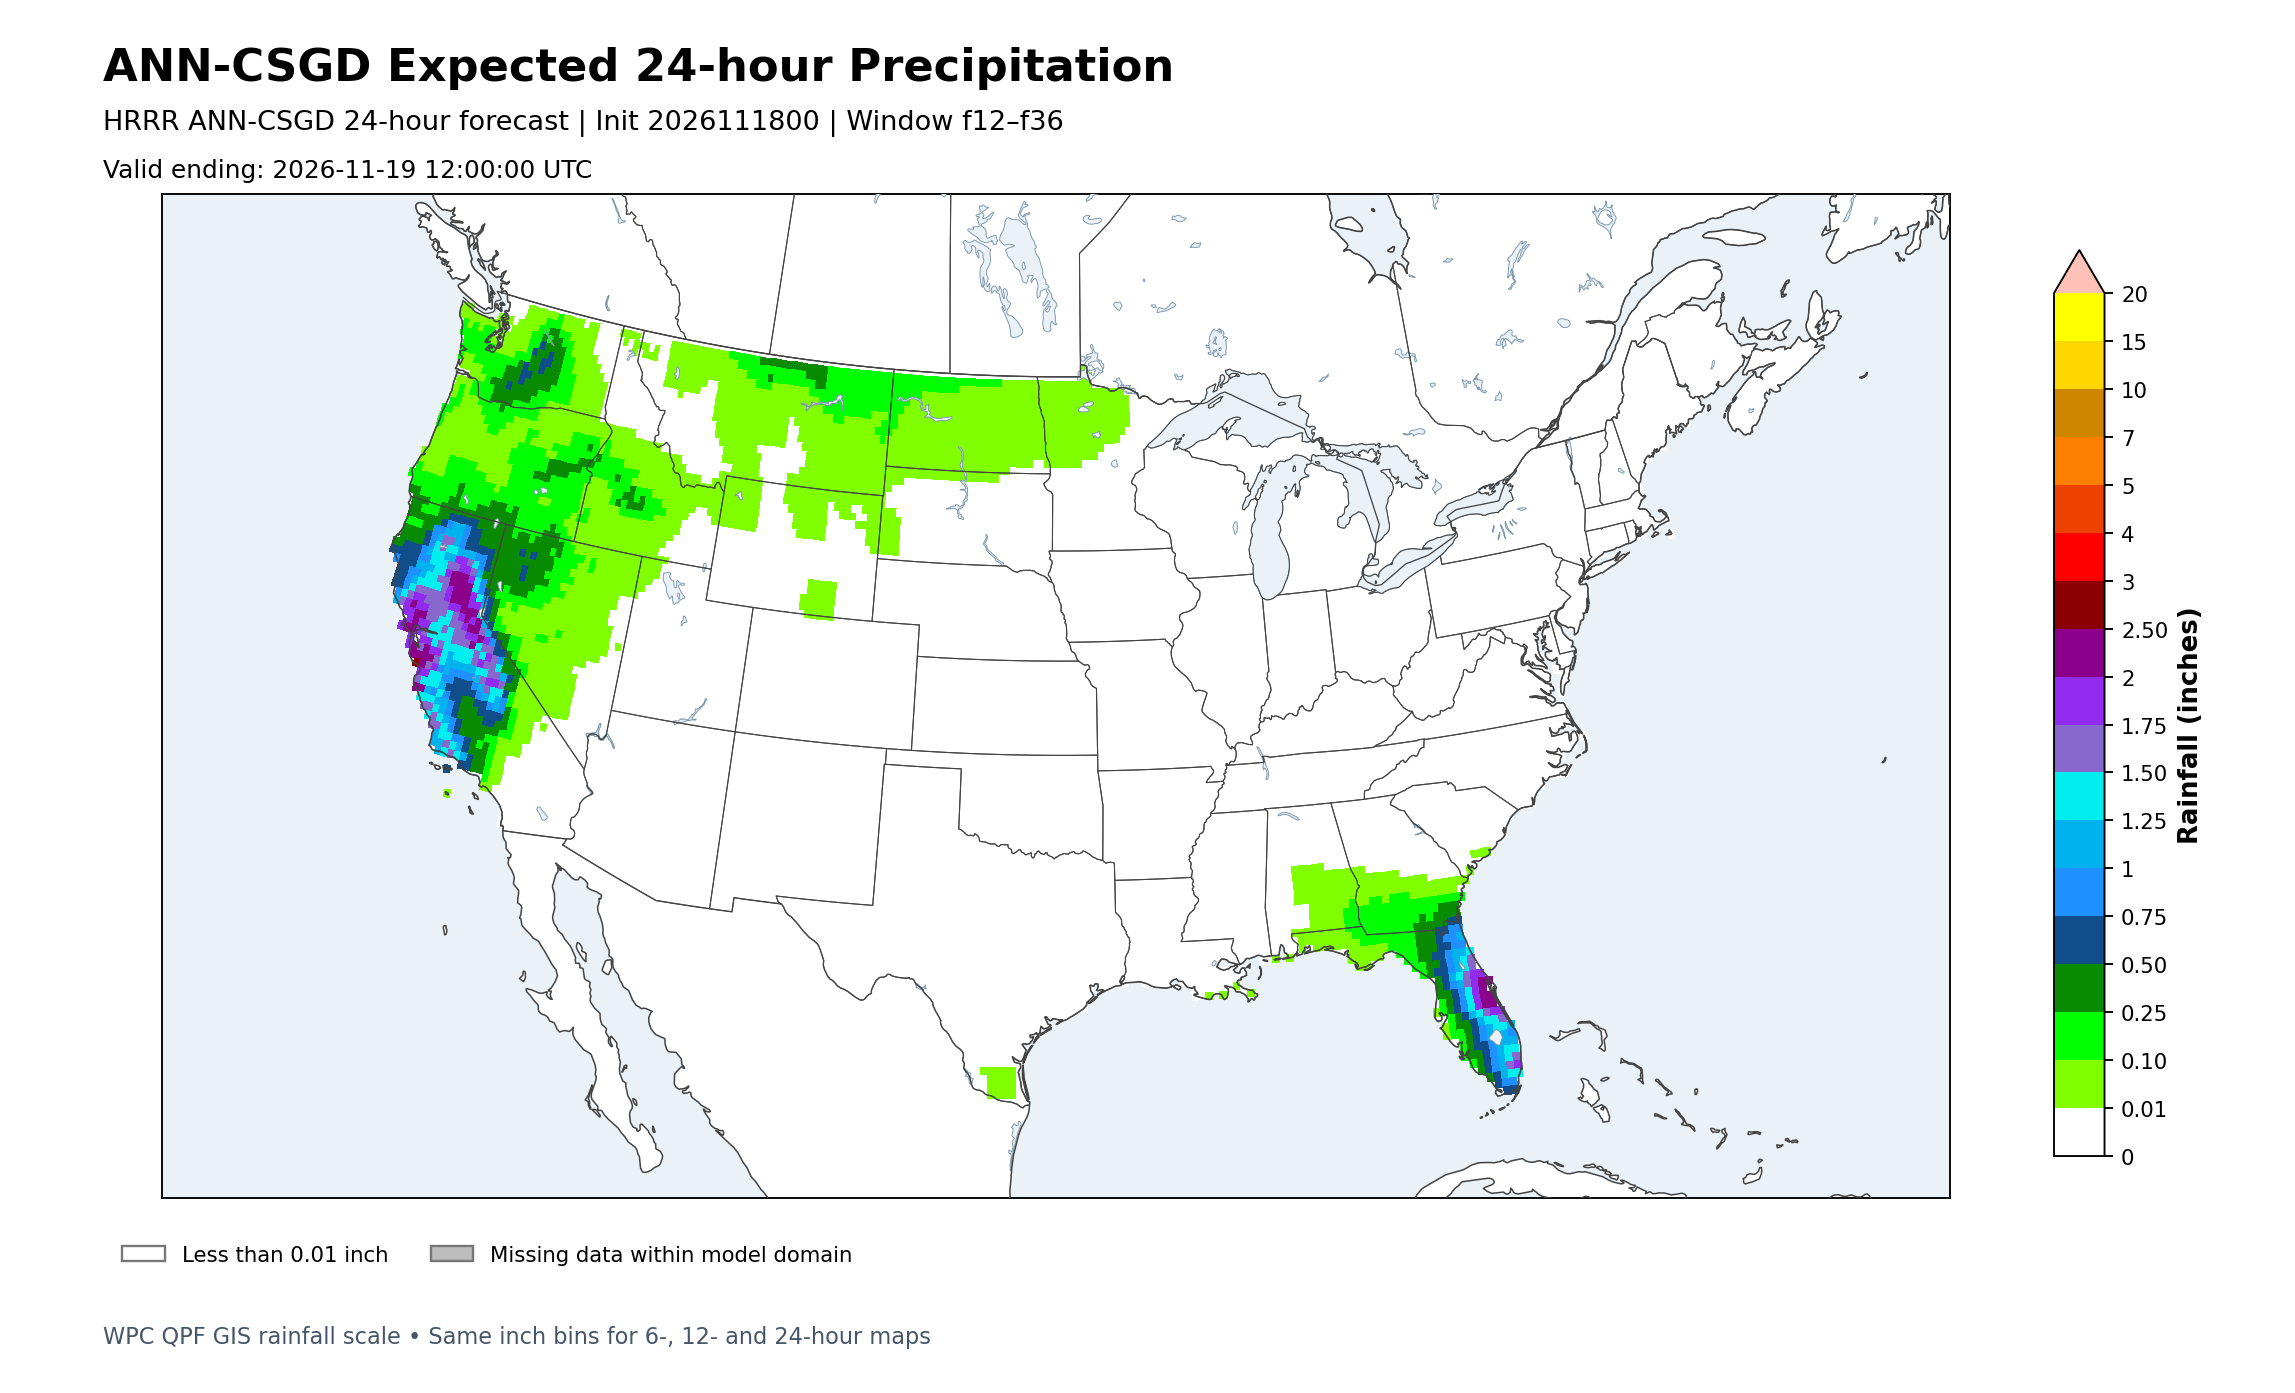 ANN-CSGD Expected 24-hour Precipitation
HRRR ANN-CSGD 24-hour forecast | Init 2026111800 | Window f12–f36
Valid ending: 2026-11-19 12:00:00 UTC
20
15
10
7
5
4
3
2.50
2
1.75
1.50
1.25
1
0.75
0.50
0.25
0.10
0.01
0
Rainfall (inches)
Less than 0.01 inch
Missing data within model domain
WPC QPF GIS rainfall scale • Same inch bins for 6-, 12- and 24-hour maps